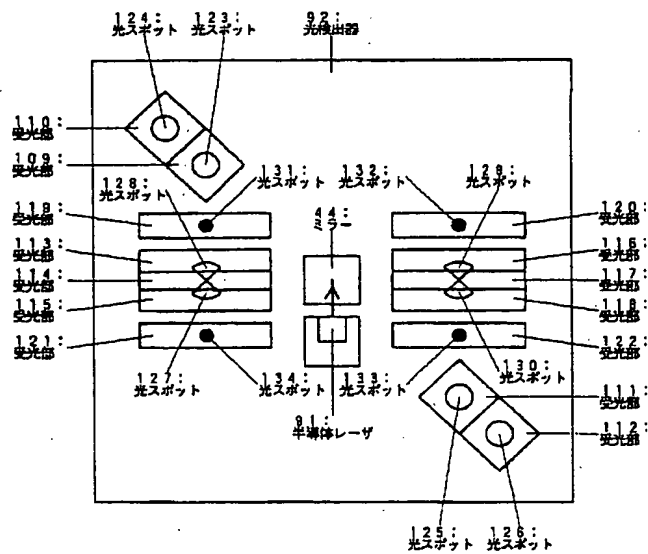 124:
光スポット
123:
光スポット
92:
光検出器
110:
受光部
109:
受光部
128:
光スポット
131:
光スポット
132:
光スポット
129:
光スポット
119:
受光部
44:
ミラー
120:
受光部
113:
受光部
116:
受光部
114:
受光部
117:
受光部
115:
受光部
118:
受光部
121:
受光部
122:
受光部
127:
光スポット
134:
光スポット
133:
光スポット
130:
光スポット
111:
受光部
91:
半導体レーザ
112:
受光部
125:
光スポット
126:
光スポット